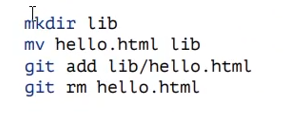 mkdir lib
mv hello.html lib
git add lib/hello.html
git rm hello.html